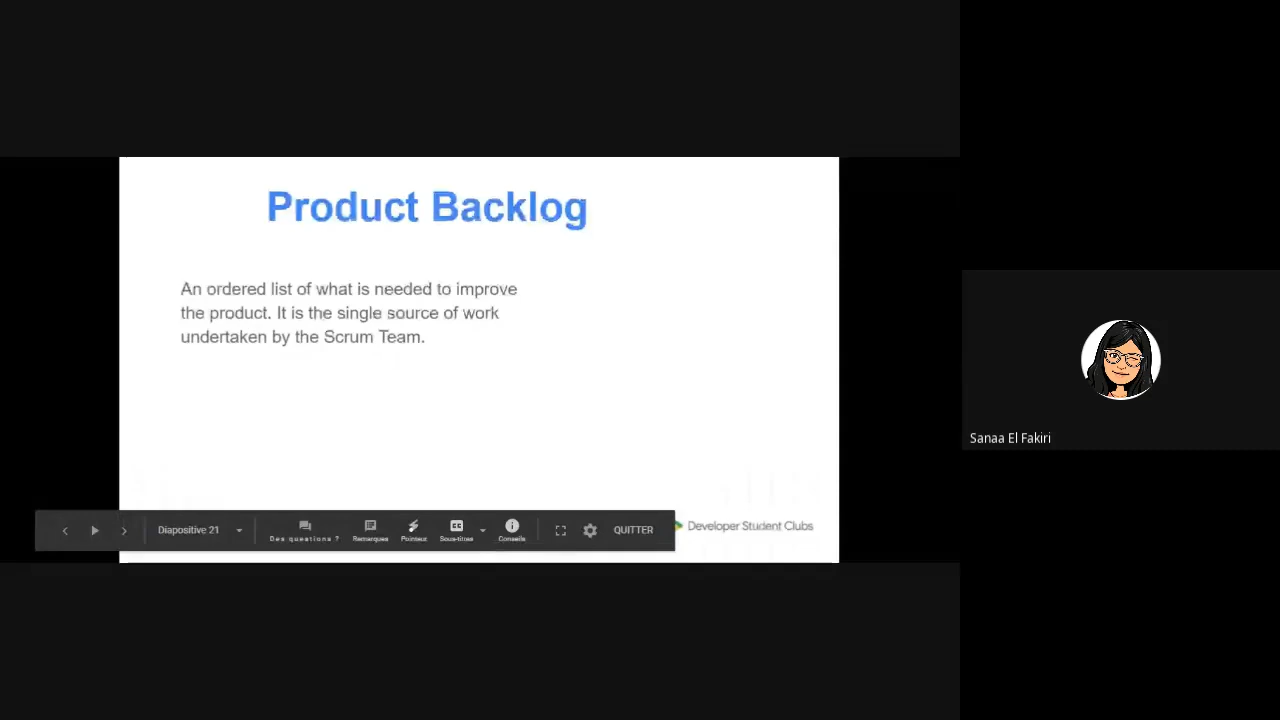 Product Backlog
An ordered list of what is needed to improve
the product. It is the single source of work
undertaken by the Scrum Team.
Sanaa El Fakiri
Developer Student Clubs
Diapositive 21
Des questions ?
Remarques
Pointeur
Sous-titres
Conseils
QUITTER